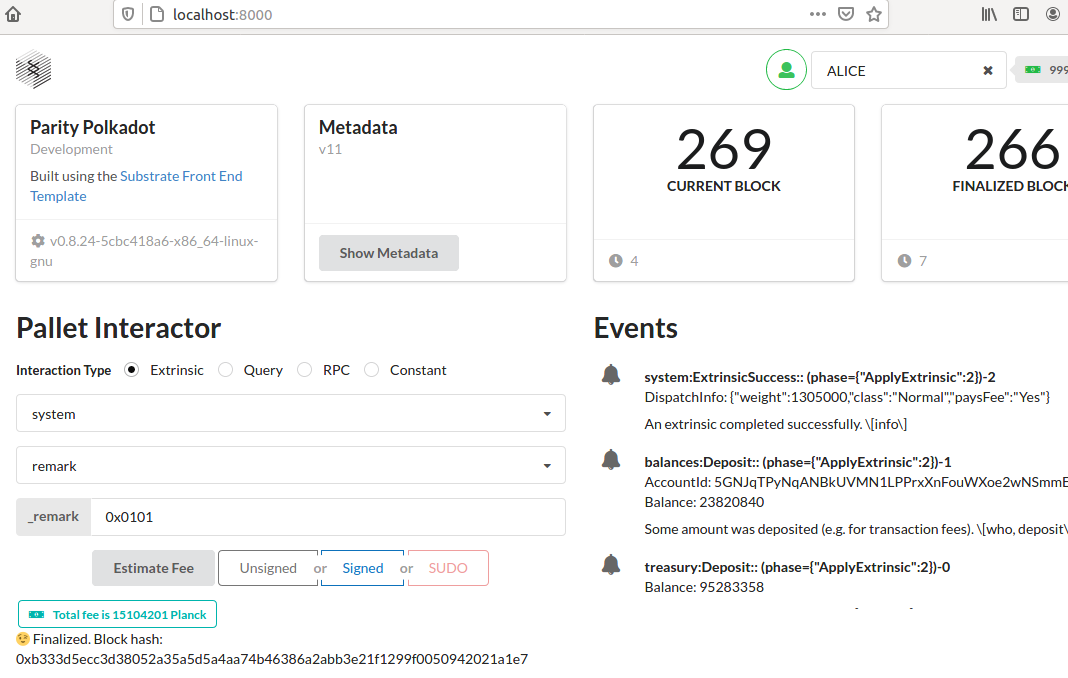 localhost:8000
ALICE
999
Parity Polkadot
Development
Built using the Substrate Front End
Template
v0.8.24-5cbc418a6-x86_64-linux-
gnu
Metadata
v11
Show Metadata
269
CURRENT BLOCK
4
266
FINALIZED BLOCK
7
Pallet Interactor
Interaction Type Extrinsic Query RPC Constant
system
remark
_remark 0x0101
Estimate Fee Unsigned or Signed or SUDO
Total fee is 15104201 Planck
Finalized. Block hash:
0xb333d5ecc3d38052a35a5d5a4aa74b46386a2abb3e21f1299f0050942021a1e7
Events
system:ExtrinsicSuccess:: (phase={"ApplyExtrinsic":2})-2
DispatchInfo: {"weight":1305000,"class":"Normal","paysFee":"Yes"}
An extrinsic completed successfully. \[info\]
balances:Deposit:: (phase={"ApplyExtrinsic":2})-1
AccountId: 5GNJqTPyNqANBkUVMN1LPPrxXnFouWXoe2wNSmmE
Balance: 23820840
Some amount was deposited (e.g. for transaction fees). \[who, deposit\
treasury:Deposit:: (phase={"ApplyExtrinsic":2})-0
Balance: 95283358